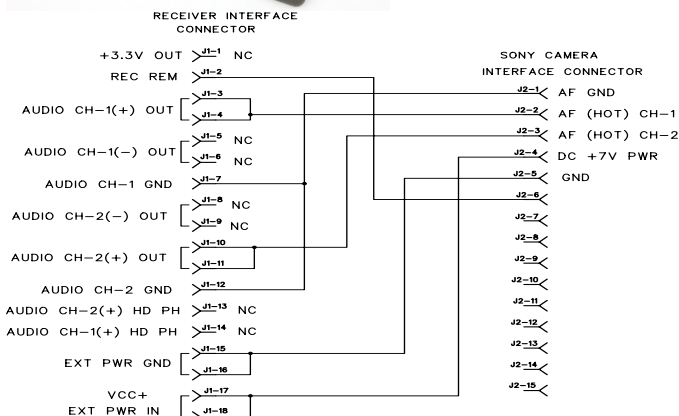 RECEIVER INTERFACE
CONNECTOR
+3.3V OUT J1-1 NC
REC REM J1-2
J1-3
AUDIO CH-1(+) OUT
J1-4
J1-5 NC
AUDIO CH-1(-) OUT
J1-6 NC
AUDIO CH-1 GND J1-7
J1-8 NC
AUDIO CH-2(-) OUT
J1-9 NC
J1-10
AUDIO CH-2(+) OUT
J1-11
AUDIO CH-2 GND J1-12
AUDIO CH-2(+) HD PH J1-13 NC
AUDIO CH-1(+) HD PH J1-14 NC
J1-15
EXT PWR GND
J1-16
J1-17
VCC+
EXT PWR IN J1-18
SONY CAMERA
INTERFACE CONNECTOR
J2-1 AF GND
J2-2 AF (HOT) CH-1
J2-3 AF (HOT) CH-2
J2-4 DC +7V PWR
J2-5 GND
J2-6
J2-7
J2-8
J2-9
J2-10
J2-11
J2-12
J2-13
J2-14
J2-15